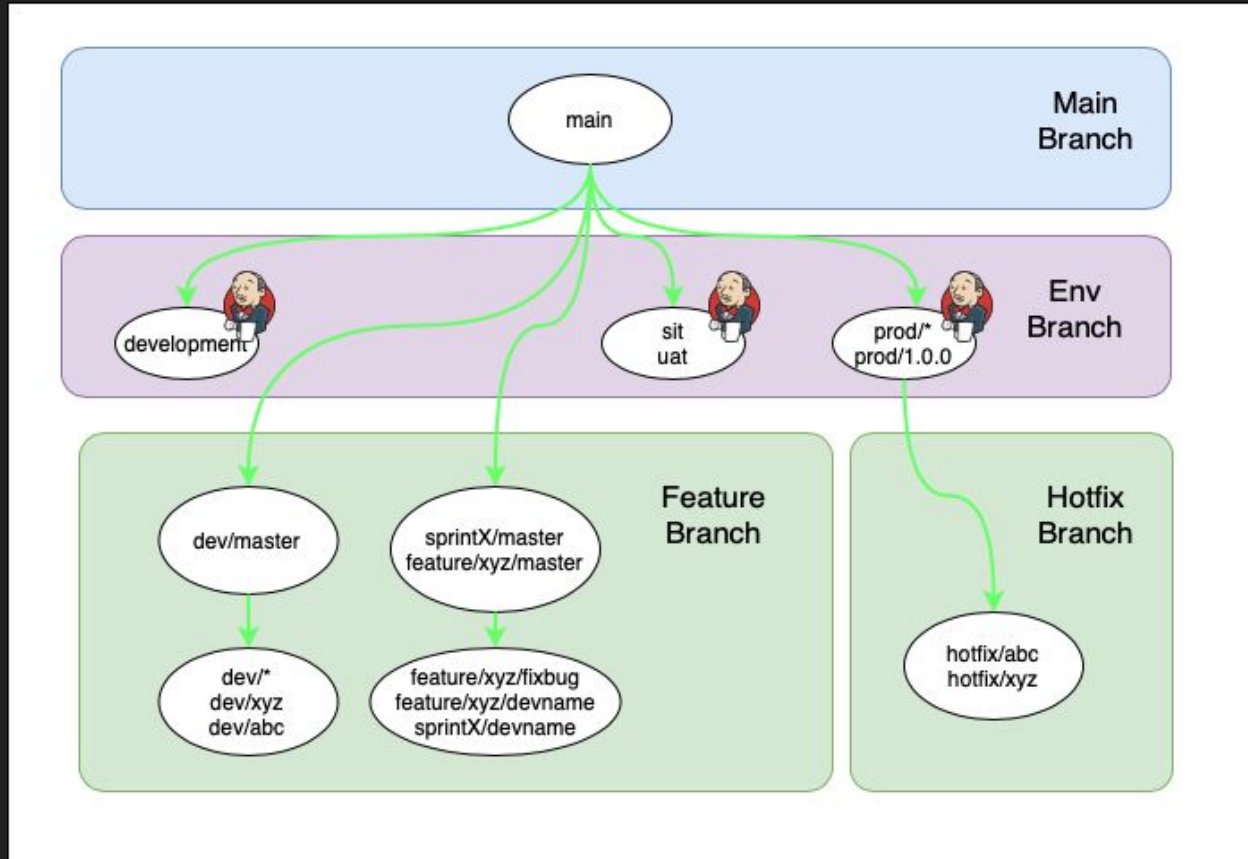 main
Main
Branch
development
sit
uat
prod/*
prod/1.0.0
Env
Branch
dev/master
sprintX/master
feature/xyz/master
Feature
Branch
dev/*
dev/xyz
dev/abc
feature/xyz/fixbug
feature/xyz/devname
sprintX/devname
Hotfix
Branch
hotfix/abc
hotfix/xyz